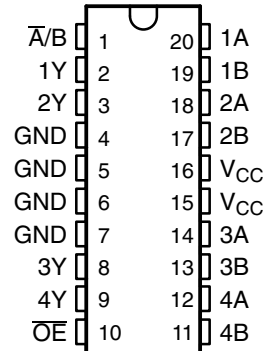 A̅/B 1 20 1A
1Y 2 19 1B
2Y 3 18 2A
GND 4 17 2B
GND 5 16 VCC
GND 6 15 VCC
GND 7 14 3A
3Y 8 13 3B
4Y 9 12 4A
O̅E̅ 10 11 4B